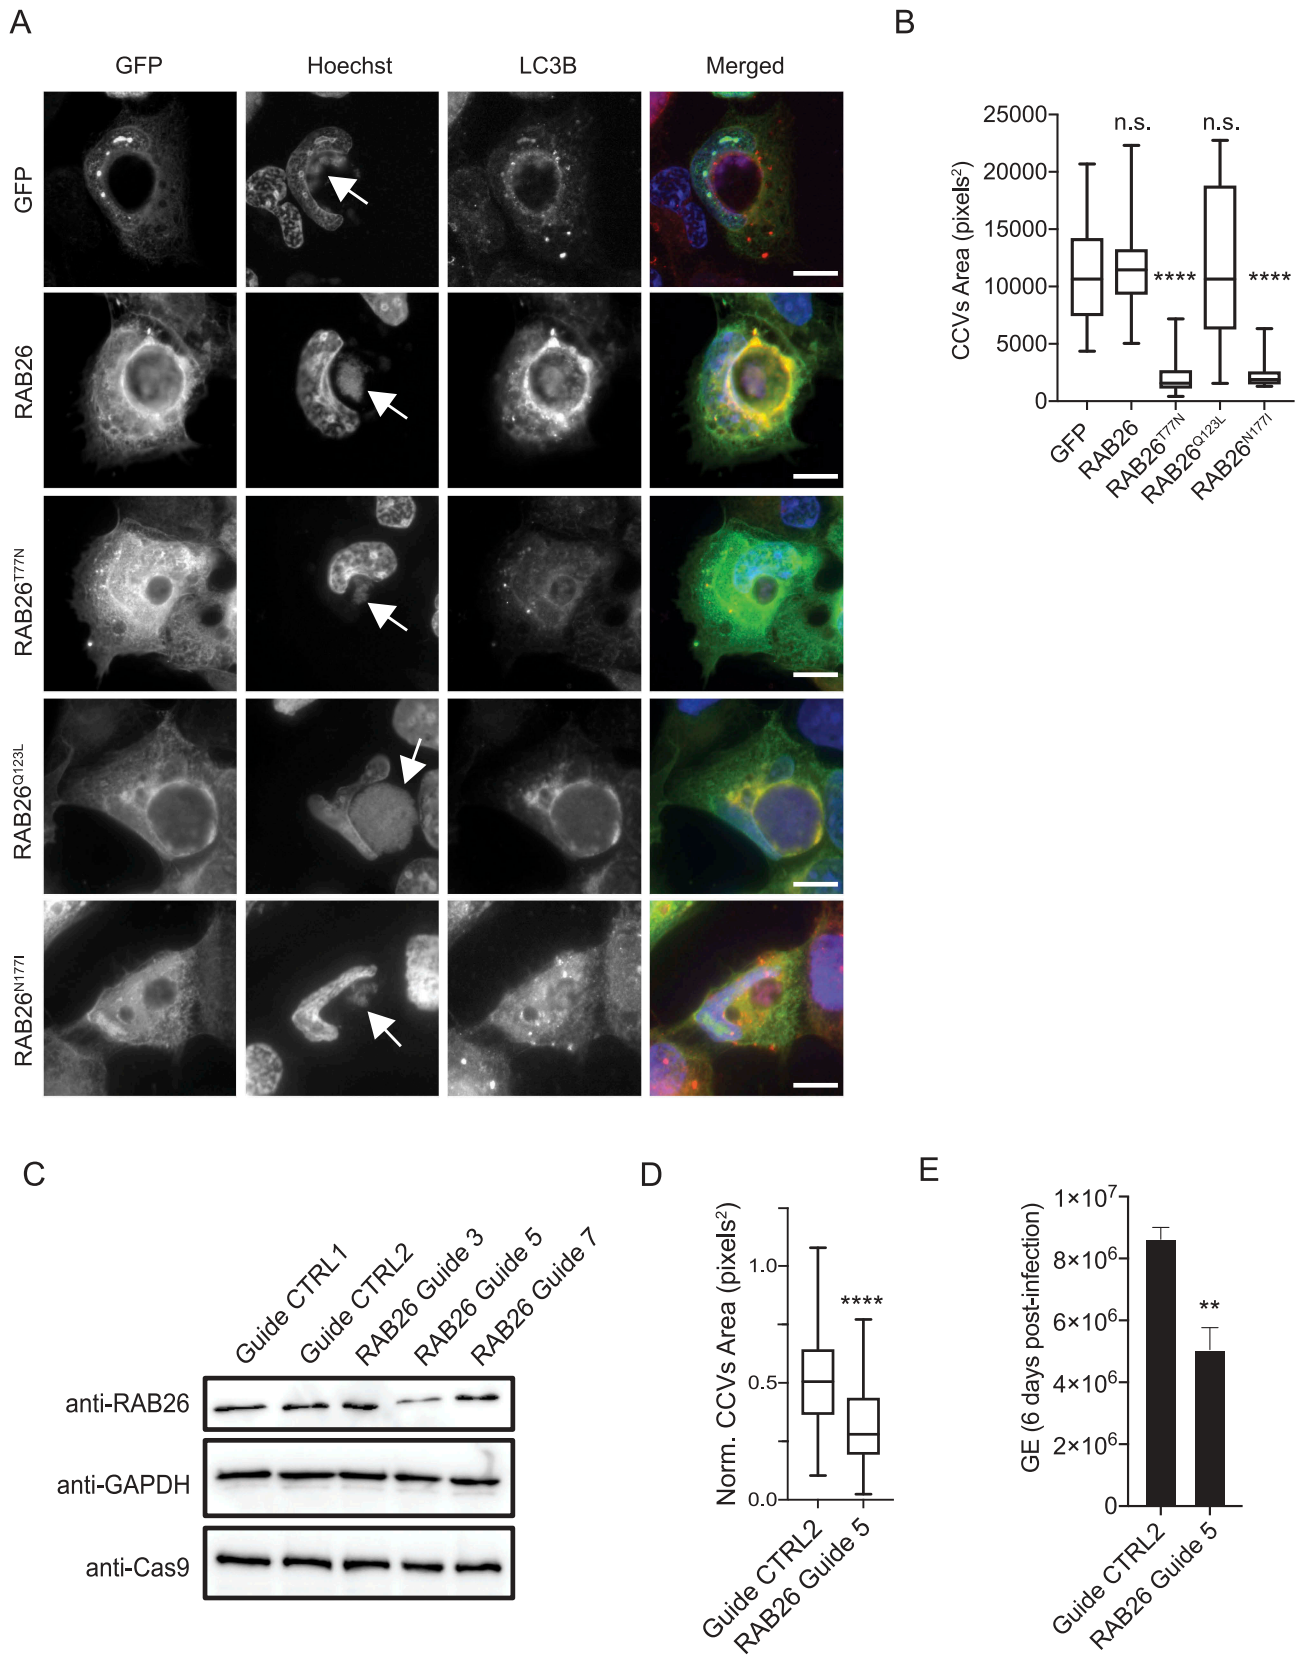 A
GFP Hoechst LC3B Merged
GFP
RAB26
RAB26T77N
RAB26Q123L
RAB26N177I
B
CCVs Area (pixels2)
25000
20000
15000
10000
5000
0
n.s.
****
n.s.
****
GFP
RAB26
RAB26T77N
RAB26Q123L
RAB26N177I
C
Guide CTRL1
Guide CTRL2
RAB26 Guide 3
RAB26 Guide 5
RAB26 Guide 7
anti-RAB26
anti-GAPDH
anti-Cas9
D
Norm. CCVs Area (pixels2)
1.0
0.5
0.0
****
Guide CTRL2
RAB26 Guide 5
E
GE (6 days post-infection)
1×107
8×106
6×106
4×106
2×106
0
**
Guide CTRL2
RAB26 Guide 5